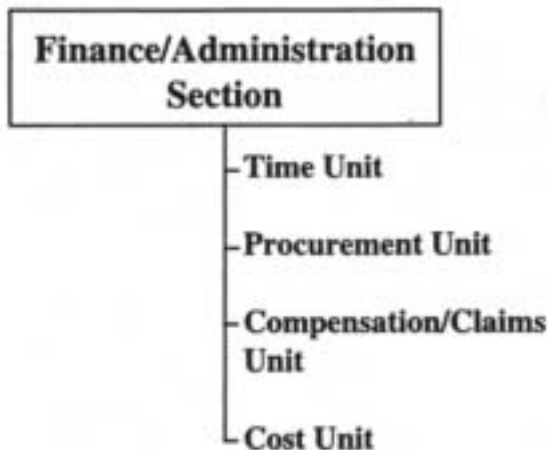 Finance/Administration
Section
Time Unit
Procurement Unit
Compensation/Claims
Unit
Cost Unit